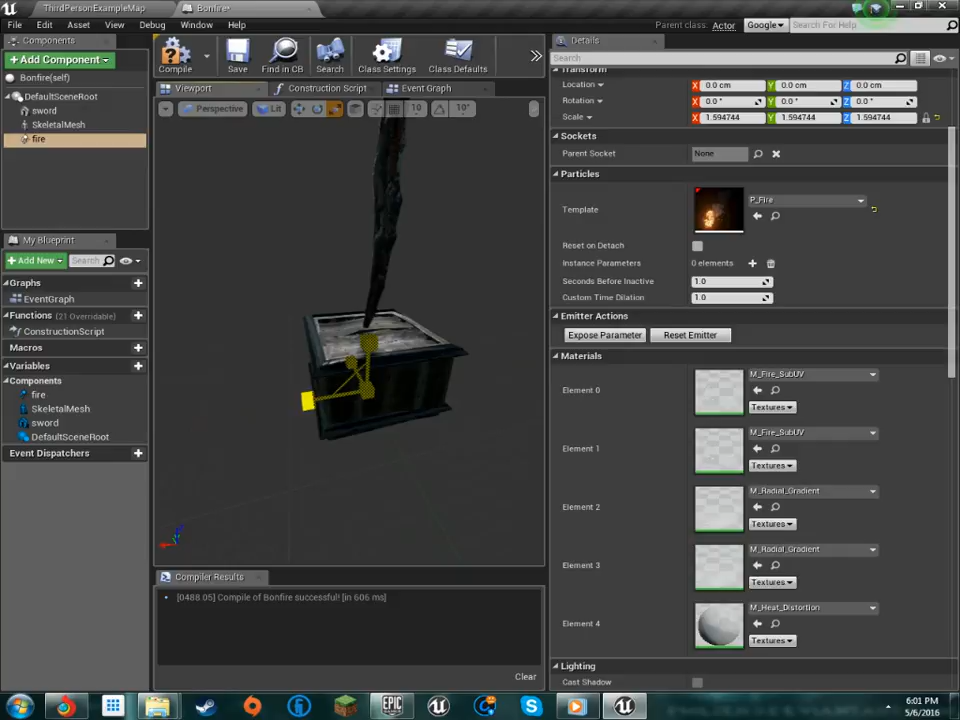 ThirdPersonExampleMap
Bonfire*
File Edit Asset View Debug Window Help
Parent class: Actor
Google
Search For Help
Components
+Add Component
Bonfire(self)
DefaultSceneRoot
sword
SkeletalMesh
fire
My Blueprint
+Add New
Search
Graphs
EventGraph
Functions (21 Overridable)
ConstructionScript
Macros
Variables
Components
fire
SkeletalMesh
sword
DefaultSceneRoot
Event Dispatchers
Compile
Save
Find in CB
Search
Class Settings
Class Defaults
Viewport
Construction Script
Event Graph
Perspective
Lit
10
10°
Compiler Results
[0488.05] Compile of Bonfire successful! [in 606 ms]
Clear
Details
Search
Transform
Location X 0.0 cm Y 0.0 cm Z 0.0 cm
Rotation X 0.0 ° Y 0.0 ° Z 0.0 °
Scale X 1.594744 Y 1.594744 Z 1.594744
Sockets
Parent Socket None
Particles
Template P_Fire
Reset on Detach
Instance Parameters 0 elements
Seconds Before Inactive 1.0
Custom Time Dilation 1.0
Emitter Actions
Expose Parameter Reset Emitter
Materials
Element 0 M_Fire_SubUV
Textures
Element 1 M_Fire_SubUV
Textures
Element 2 M_Radial_Gradient
Textures
Element 3 M_Radial_Gradient
Textures
Element 4 M_Heat_Distortion
Textures
Lighting
Cast Shadow
EPIC
6:01 PM
5/6/2016